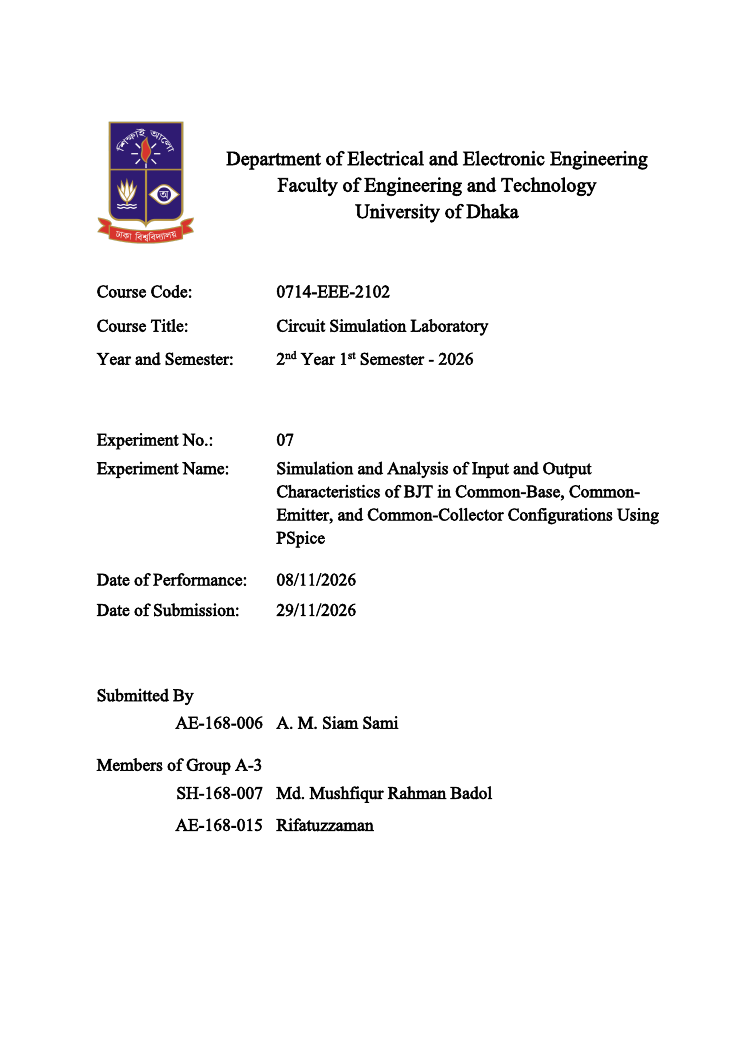 শিক্ষাই আলো
অ
ঢাকা বিশ্ববিদ্যালয়
Department of Electrical and Electronic Engineering
Faculty of Engineering and Technology
University of Dhaka
Course Code: 0714-EEE-2102
Course Title: Circuit Simulation Laboratory
Year and Semester: 2nd Year 1st Semester - 2026
Experiment No.: 07
Experiment Name: Simulation and Analysis of Input and Output
Characteristics of BJT in Common-Base, Common-
Emitter, and Common-Collector Configurations Using
PSpice
Date of Performance: 08/11/2026
Date of Submission: 29/11/2026
Submitted By
AE-168-006 A. M. Siam Sami
Members of Group A-3
SH-168-007 Md. Mushfiqur Rahman Badol
AE-168-015 Rifatuzzaman